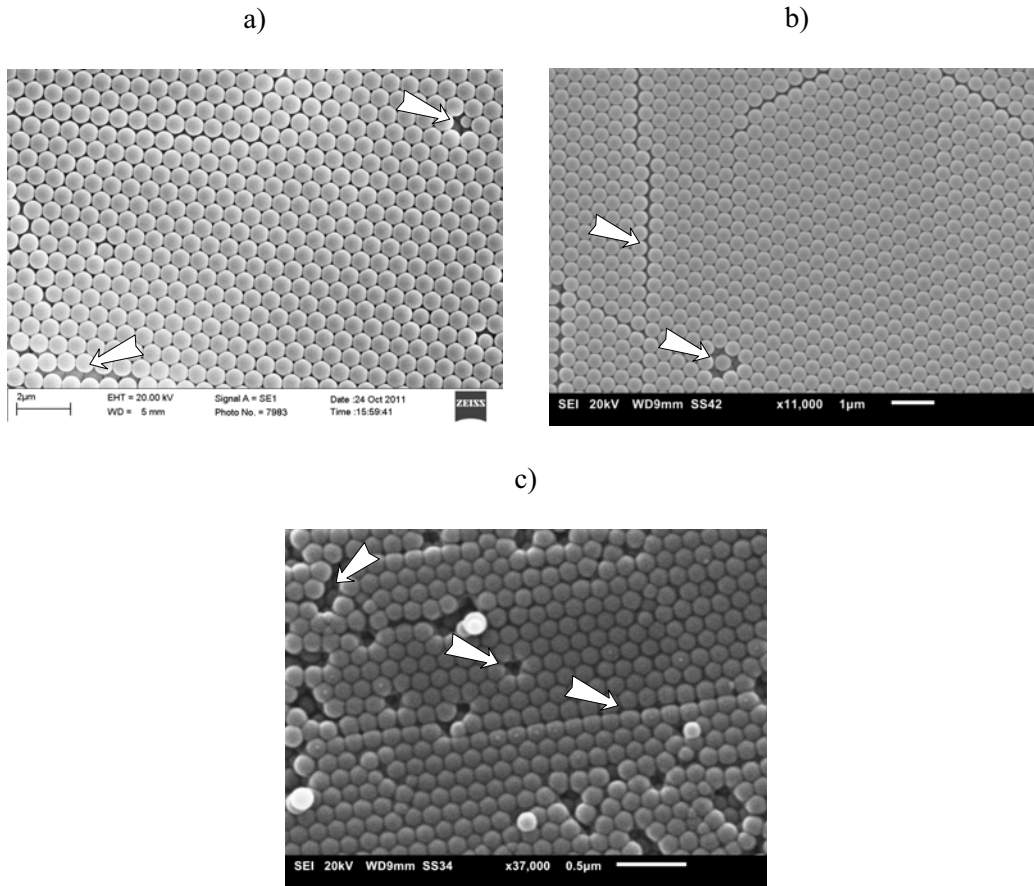 a)
b)
2µm
EHT = 20.00 kV
Signal A = SE1
Date :24 Oct 2011
WD = 5 mm
Photo No. = 7983
Time :15:59:41
ZEISS
SEI 20kV WD9mm SS42 x11,000 1µm
c)
SEI 20kV WD9mm SS34 x37,000 0.5µm